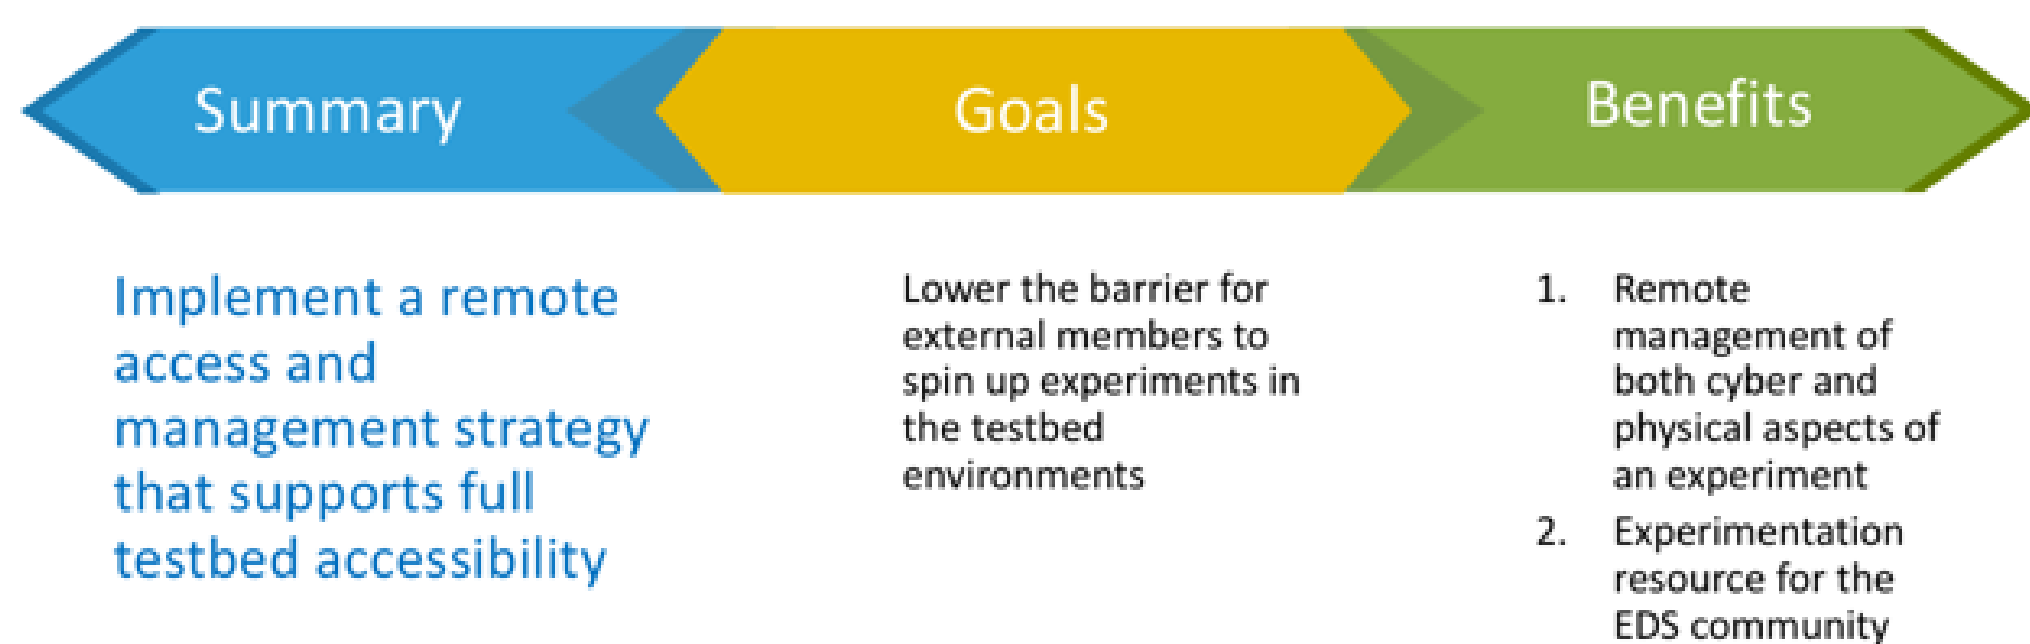 Summary
Goals
Benefits
Implement a remote
access and
management strategy
that supports full
testbed accessibility
Lower the barrier for
external members to
spin up experiments in
the testbed
environments
1. Remote
management of
both cyber and
physical aspects of
an experiment
2. Experimentation
resource for the
EDS community